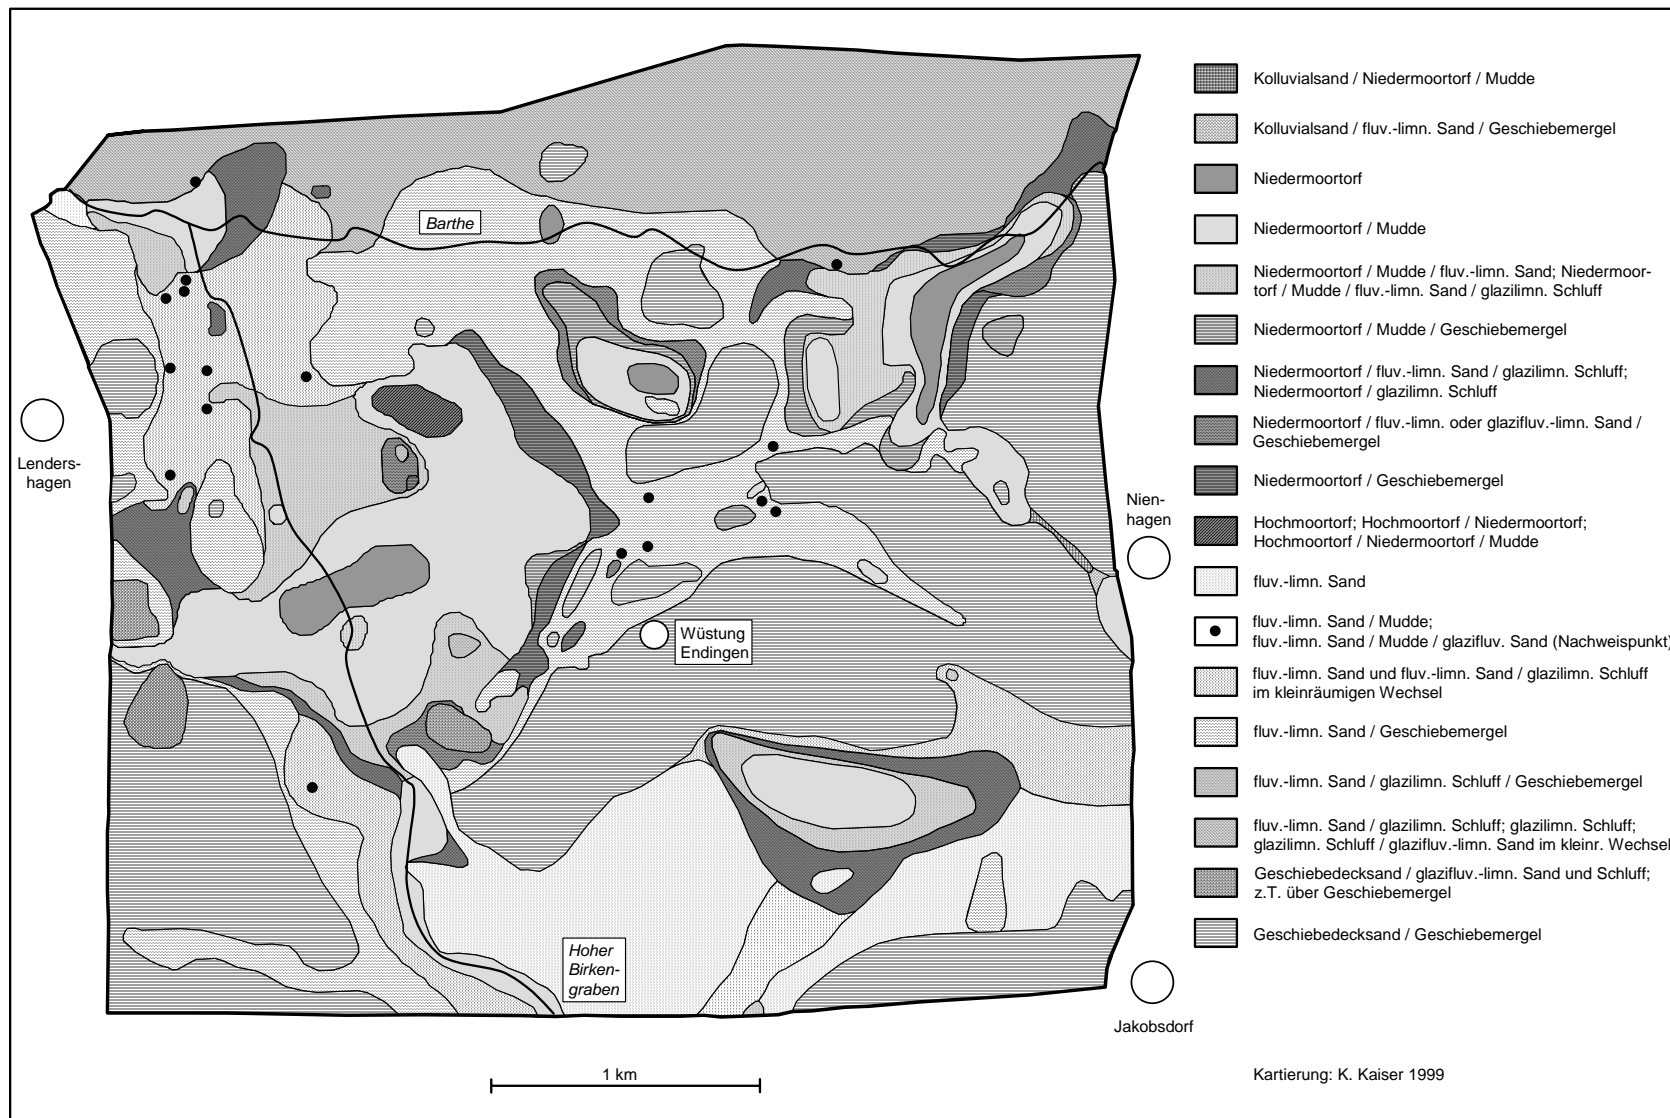 Barthe
Lenders-
hagen
Nien-
hagen
Wüstung
Endingen
Hoher
Birken-
graben
Jakobsdorf
1 km
Kolluvialsand / Niedermoortorf / Mudde
Kolluvialsand / fluv.-limn. Sand / Geschiebemergel
Niedermoortorf
Niedermoortorf / Mudde
Niedermoortorf / Mudde / fluv.-limn. Sand; Niedermoor-
torf / Mudde / fluv.-limn. Sand / glazilimn. Schluff
Niedermoortorf / Mudde / Geschiebemergel
Niedermoortorf / fluv.-limn. Sand / glazilimn. Schluff;
Niedermoortorf / glazilimn. Schluff
Niedermoortorf / fluv.-limn. oder glazifluv.-limn. Sand /
Geschiebemergel
Niedermoortorf / Geschiebemergel
Hochmoortorf; Hochmoortorf / Niedermoortorf;
Hochmoortorf / Niedermoortorf / Mudde
fluv.-limn. Sand
fluv.-limn. Sand / Mudde;
fluv.-limn. Sand / Mudde / glazifluv. Sand (Nachweispunkt)
fluv.-limn. Sand und fluv.-limn. Sand / glazilimn. Schluff
im kleinräumigen Wechsel
fluv.-limn. Sand / Geschiebemergel
fluv.-limn. Sand / glazilimn. Schluff / Geschiebemergel
fluv.-limn. Sand / glazilimn. Schluff; glazilimn. Schluff;
glazilimn. Schluff / glazifluv.-limn. Sand im kleinr. Wechsel
Geschiebedecksand / glazifluv.-limn. Sand und Schluff;
z.T. über Geschiebemergel
Geschiebedecksand / Geschiebemergel
Kartierung: K. Kaiser 1999